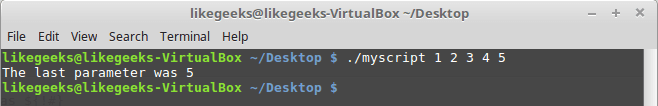 likegeeks@likegeeks-VirtualBox ~/Desktop
File Edit View Search Terminal Help
likegeeks@likegeeks-VirtualBox ~/Desktop $ ./myscript 1 2 3 4 5
The last parameter was 5
likegeeks@likegeeks-VirtualBox ~/Desktop $